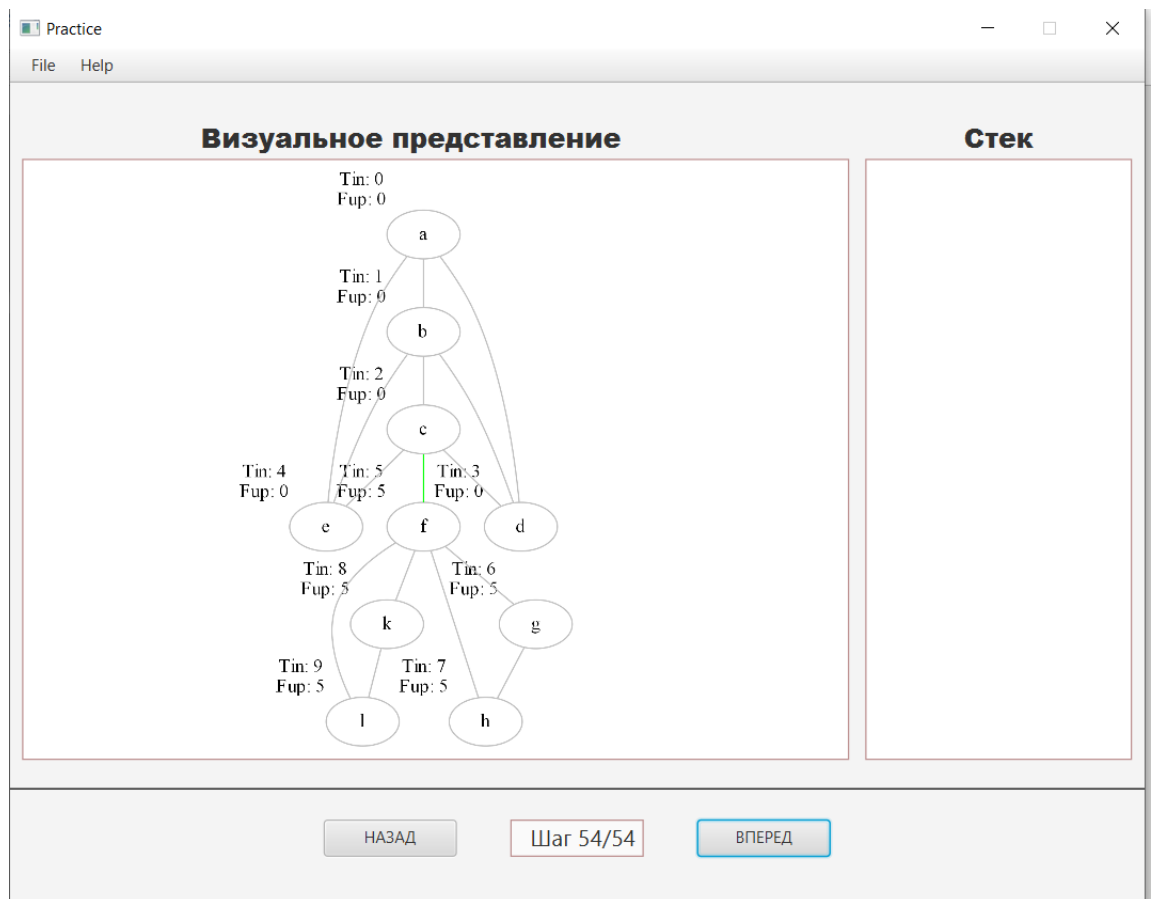 Practice
File Help
Визуальное представление
Стек
Tin: 0
Fup: 0
a
Tin: 1
Fup: 0
b
Tin: 2
Fup: 0
c
Tin: 4
Fup: 0
Tin: 5
Fup: 5
Tin: 3
Fup: 0
e
f
d
Tin: 8
Fup: 5
Tin: 6
Fup: 5
k
g
Tin: 9
Fup: 5
Tin: 7
Fup: 5
l
h
НАЗАД
Шаг 54/54
ВПЕРЕД